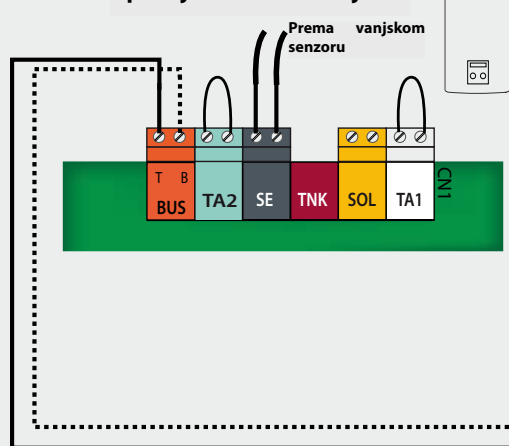 Prema vanjskom
senzoru
T B
BUS TA2 SE TNK SOL TA1
CN1